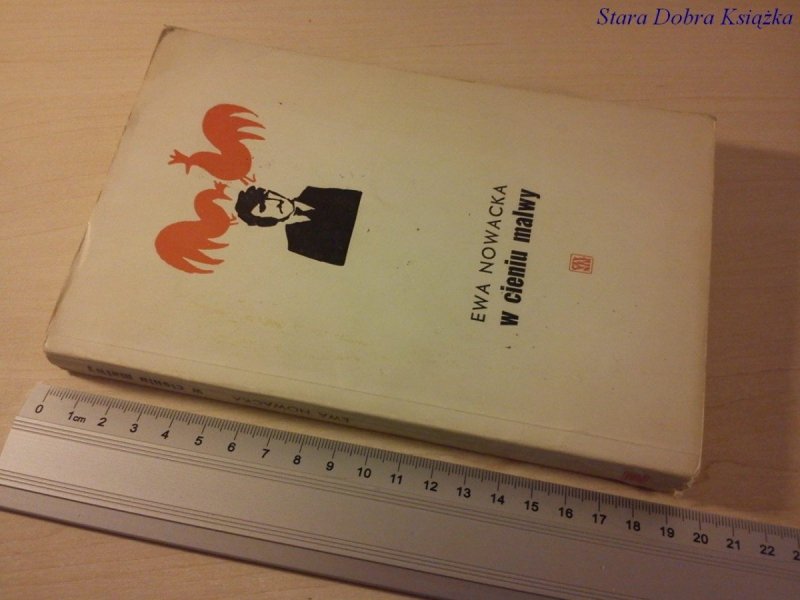 Stara Dobra Książka
EWA NOWACKA
w cieniu malwy
w cieniu malwy
EWA NOWACKA
0 1cm 2 3 4 5 6 7 8 9 10 11 12 13 14 15 16 17 18 19 20 21 22